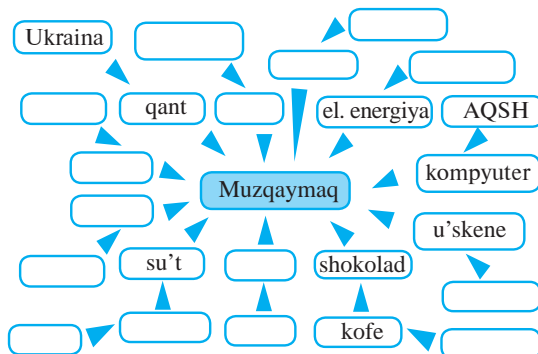 Ukraina
qant
el. energiya
AQSH
Muzqaymaq
kompyuter
u'skene
su't
shokolad
kofe